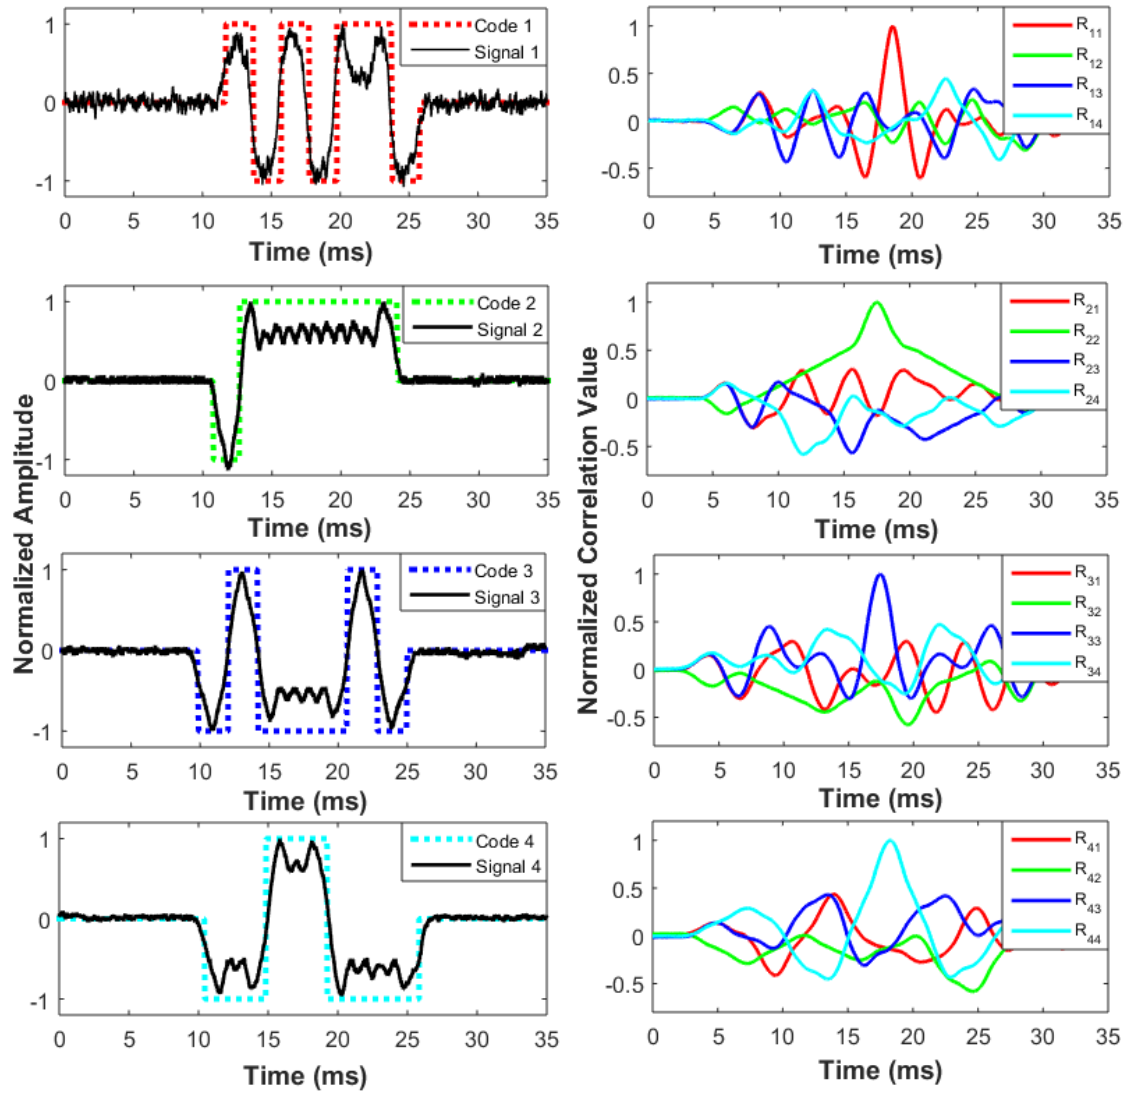 1
0
-1
0 5 10 15 20 25 30 35
Time (ms)
Code 1
Signal 1
1
0.5
0
-0.5
0 5 10 15 20 25 30 35
Time (ms)
R11
R12
R13
R14
1
0
-1
0 5 10 15 20 25 30 35
Time (ms)
Code 2
Signal 2
1
0.5
0
-0.5
0 5 10 15 20 25 30 35
Time (ms)
R21
R22
R23
R24
Normalized Amplitude
Normalized Correlation Value
1
0
-1
0 5 10 15 20 25 30 35
Time (ms)
Code 3
Signal 3
1
0.5
0
-0.5
0 5 10 15 20 25 30 35
Time (ms)
R31
R32
R33
R34
1
0
-1
0 5 10 15 20 25 30 35
Time (ms)
Code 4
Signal 4
1
0.5
0
-0.5
0 5 10 15 20 25 30 35
Time (ms)
R41
R42
R43
R44